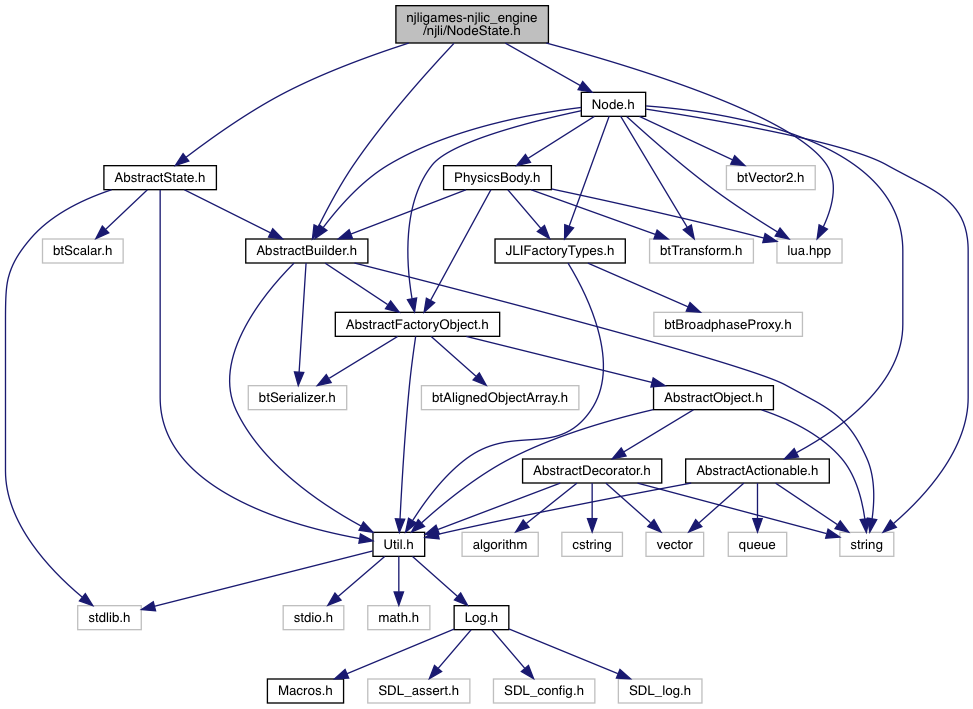 njligames-njlic_engine
/njli/NodeState.h
Node.h
AbstractState.h
PhysicsBody.h
btVector2.h
btScalar.h
AbstractBuilder.h
JLIFactoryTypes.h
btTransform.h
lua.hpp
AbstractFactoryObject.h
btBroadphaseProxy.h
btSerializer.h
btAlignedObjectArray.h
AbstractObject.h
AbstractDecorator.h
AbstractActionable.h
Util.h
algorithm
cstring
vector
queue
string
stdlib.h
stdio.h
math.h
Log.h
Macros.h
SDL_assert.h
SDL_config.h
SDL_log.h